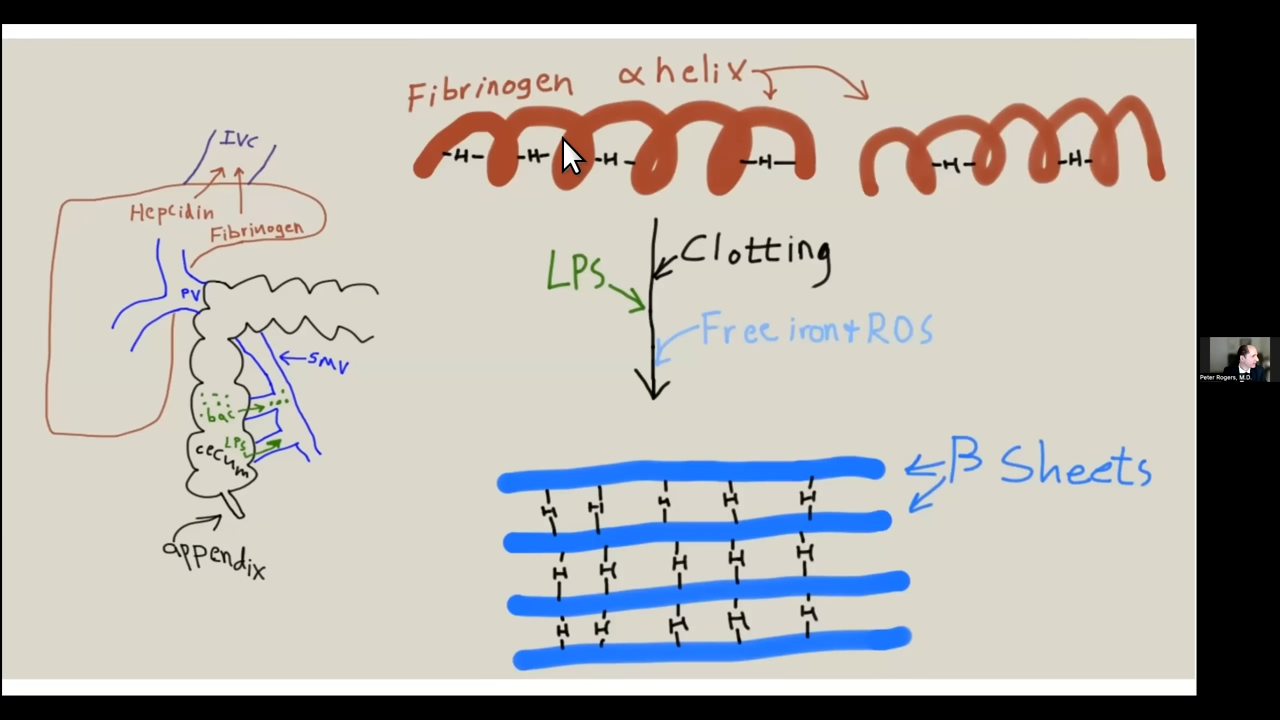 Fibrinogen α helix
-H- -H- -H- -H- -H- -H-
IVC
Hepcidin
Fibrinogen
PV
SMV
bac
LPS
cecum
appendix
Clotting
LPS
Free iron + ROS
β Sheets
H H H H H
H H H H H
H H H H H
Peter Rogers, M.D.